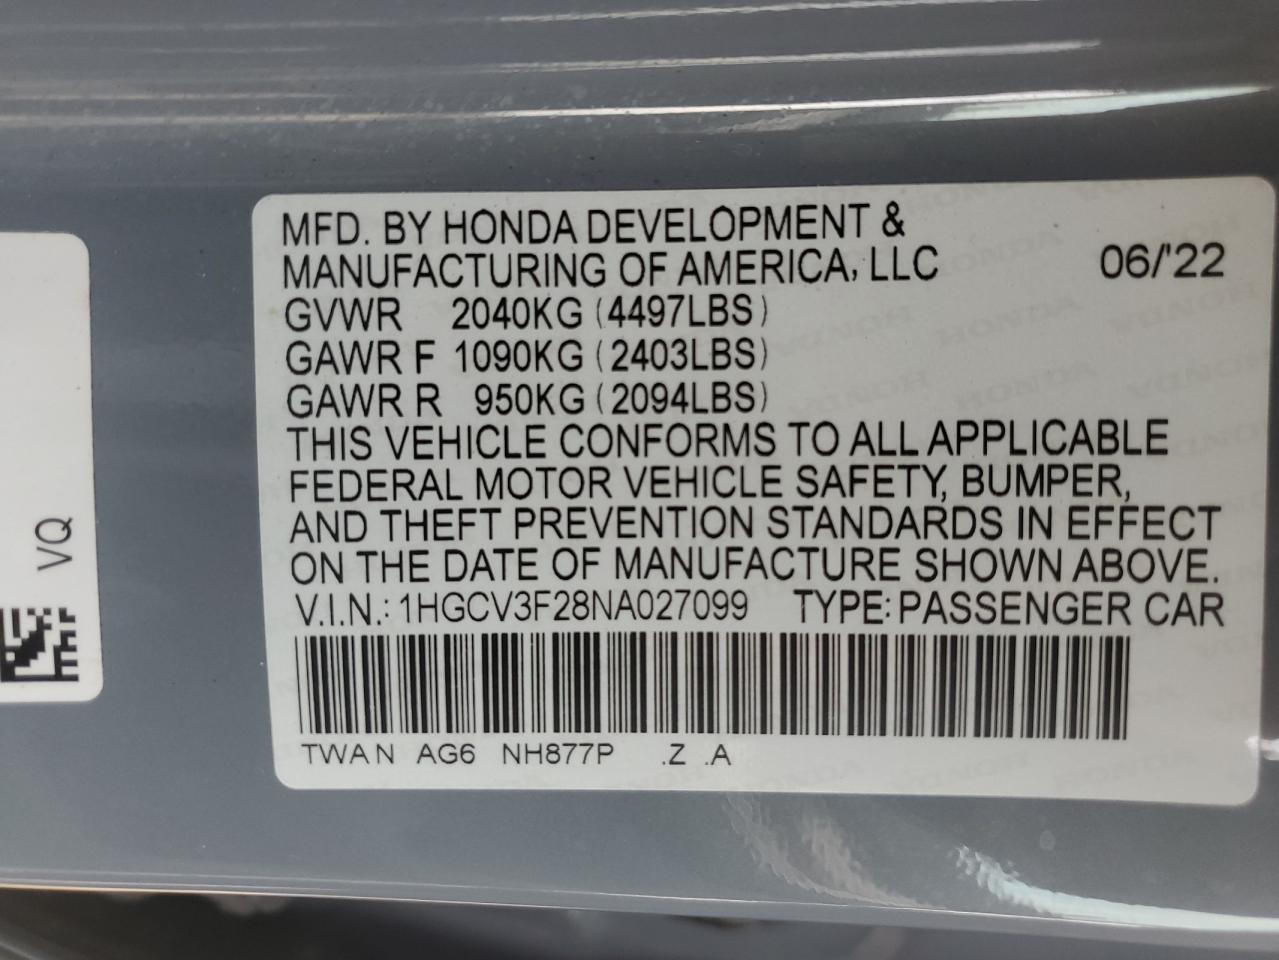 MFD. BY HONDA DEVELOPMENT &
MANUFACTURING OF AMERICA, LLC 06/'22
GVWR 2040KG (4497LBS)
GAWR F 1090KG (2403LBS)
GAWR R 950KG (2094LBS)
THIS VEHICLE CONFORMS TO ALL APPLICABLE
FEDERAL MOTOR VEHICLE SAFETY, BUMPER,
AND THEFT PREVENTION STANDARDS IN EFFECT
ON THE DATE OF MANUFACTURE SHOWN ABOVE.
V.I.N.: 1HGCV3F28NA027099 TYPE: PASSENGER CAR
TWAN AG6 NH877P .Z .A
VQ